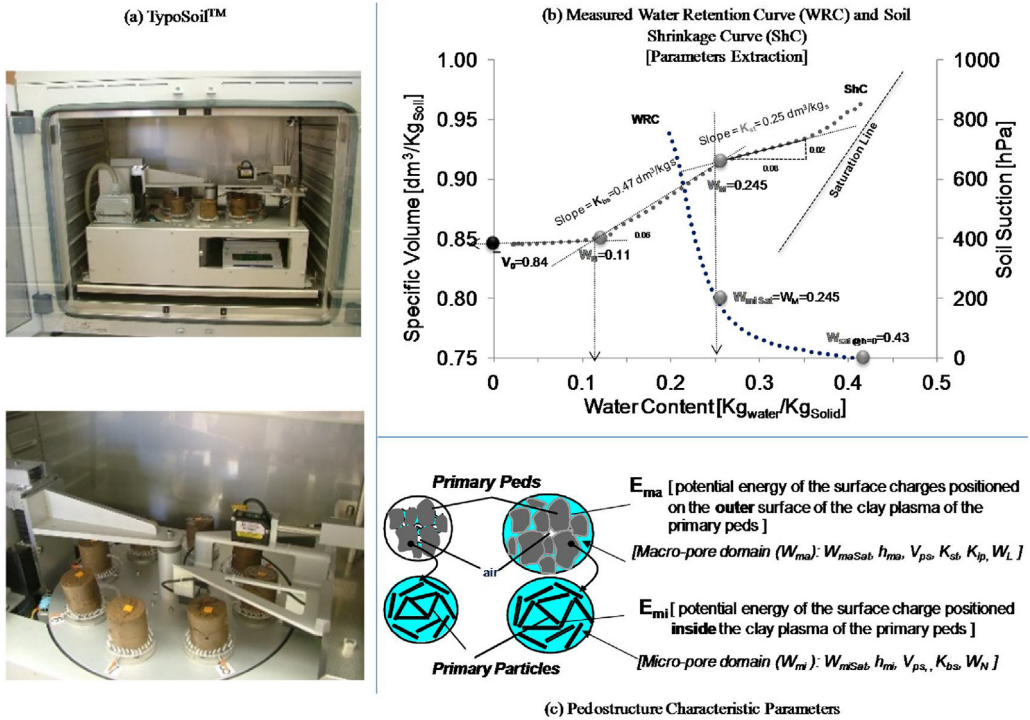 (a) TypoSoil™
(b) Measured Water Retention Curve (WRC) and Soil
Shrinkage Curve (ShC)
[Parameters Extraction]
Specific Volume [dm³/Kg_Soil]
1.00
0.95
0.90
0.85
0.80
0.75
Soil Suction [hPa]
1000
800
600
400
200
0
WRC
ShC
Slope = K_st = 0.25 dm³/kg_s
0.02
0.08
Saturation Line
Slope = K_bs = 0.47 dm³/kg_s
W_M=0.245
0.06
V_0=0.84
W_N=0.11
W_miSat=W_M=0.245
W_sat@h=0=0.43
0
0.1
0.2
0.3
0.4
0.5
Water Content [Kg_water/Kg_Solid]
Primary Peds
air
Primary Particles
E_ma [ potential energy of the surface charges positioned
on the outer surface of the clay plasma of the
primary peds ]
[Macro-pore domain (W_ma): W_maSat, h_ma, V_ps, K_st, K_ip, W_L ]
E_mi [ potential energy of the surface charge positioned
inside the clay plasma of the primary peds ]
[Micro-pore domain (W_mi ): W_miSat, h_mi, V_ps, , K_bs, W_N ]
(c) Pedostructure Characteristic Parameters